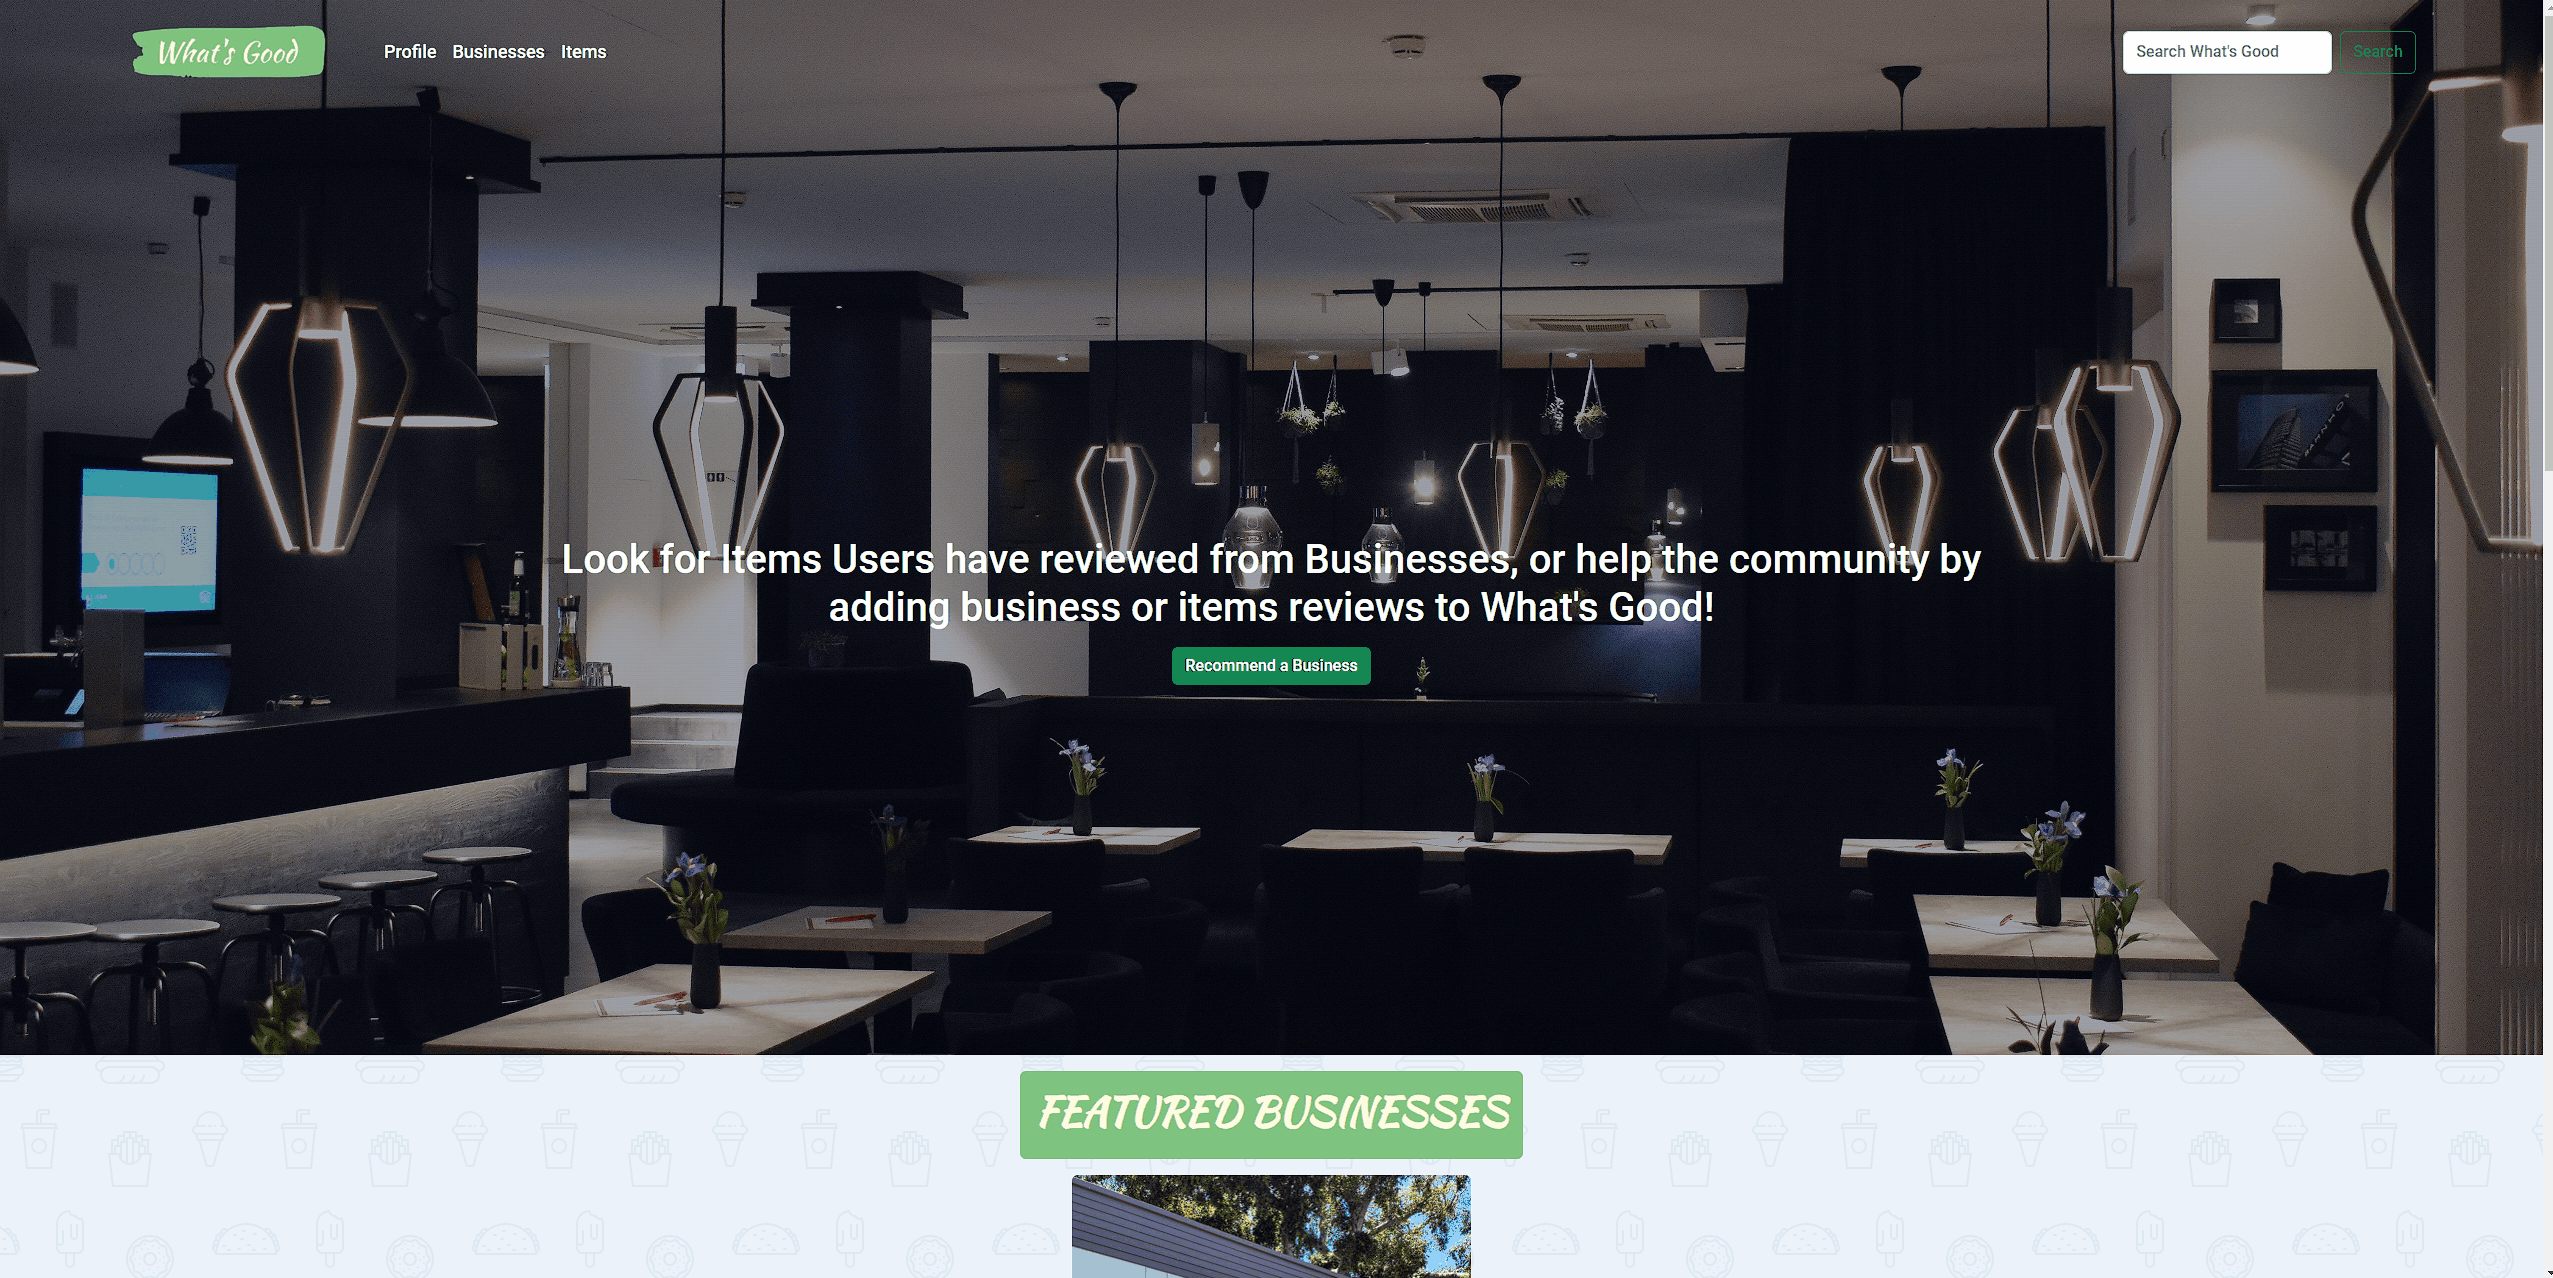 What's Good
Profile Businesses Items
Search What's Good
Search
BAHNHO
Look for Items Users have reviewed from Businesses, or help the community by
adding business or items reviews to What's Good!
Recommend a Business
FEATURED BUSINESSES